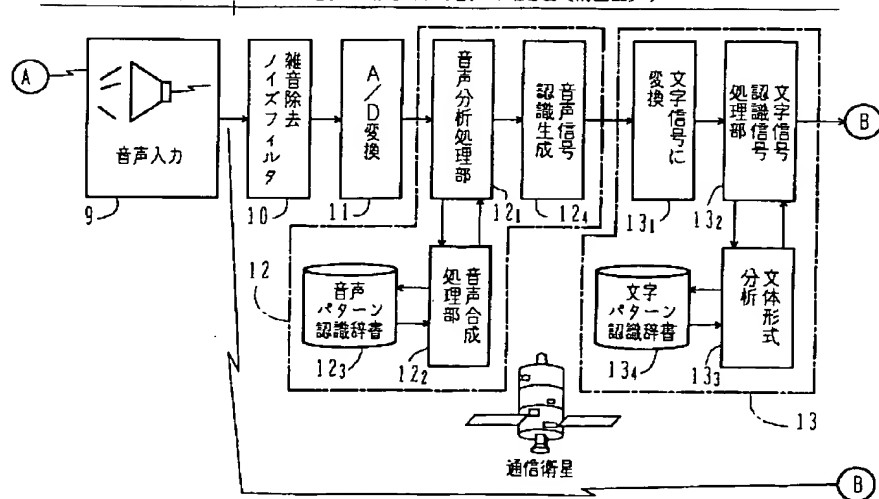 A
音声入力
9
雑音除去
ノイズフィルタ
10
A/D変換
11
音声分析
処理部
12₁
音声信号
認識生成
12₄
文字信号に
変換
13₁
文字信号
認識信号
処理部
13₂
B
12
音声
パターン
認識辞書
12₃
音声合成
処理部
12₂
文字
パターン
認識辞書
13₄
文体形式
分析
13₃
13
通信衛星
B